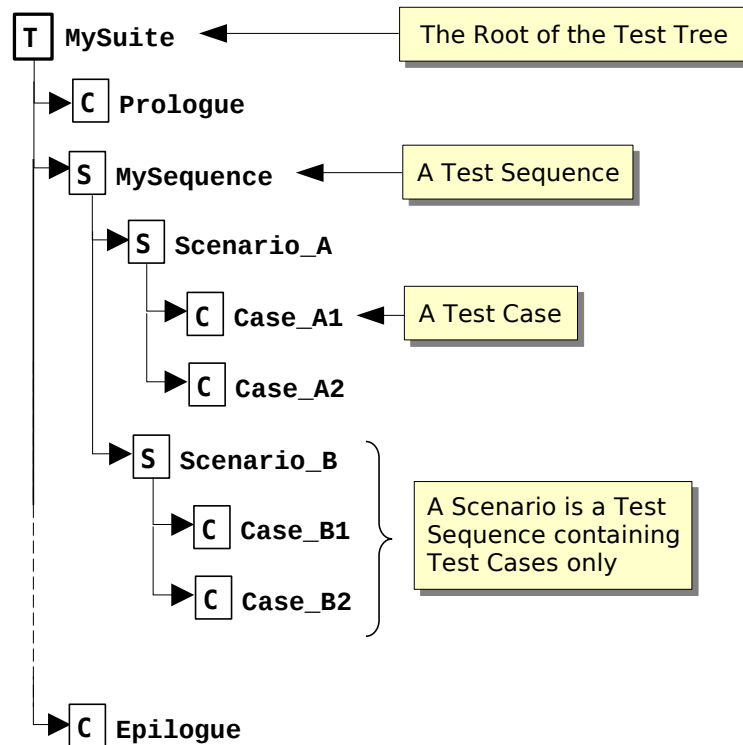 T MySuite
The Root of the Test Tree
C Prologue
S MySequence
A Test Sequence
S Scenario_A
C Case_A1
A Test Case
C Case_A2
S Scenario_B
A Scenario is a Test
Sequence containing
Test Cases only
C Case_B1
C Case_B2
C Epilogue